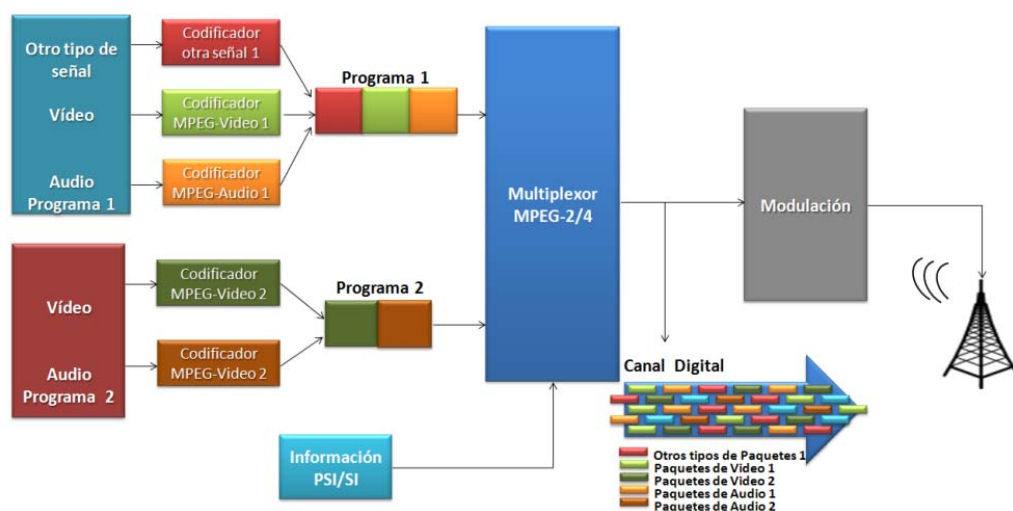 Otro tipo de
señal
Vídeo
Audio
Programa 1
Codificador
otra señal 1
Codificador
MPEG-Video 1
Codificador
MPEG-Audio 1
Programa 1
Vídeo
Audio
Programa 2
Codificador
MPEG-Video 2
Codificador
MPEG-Video 2
Programa 2
Información
PSI/SI
Multiplexor
MPEG-2/4
Modulación
Canal Digital
Otros tipos de Paquetes 1
Paquetes de Video 1
Paquetes de Video 2
Paquetes de Audio 1
Paquetes de Audio 2